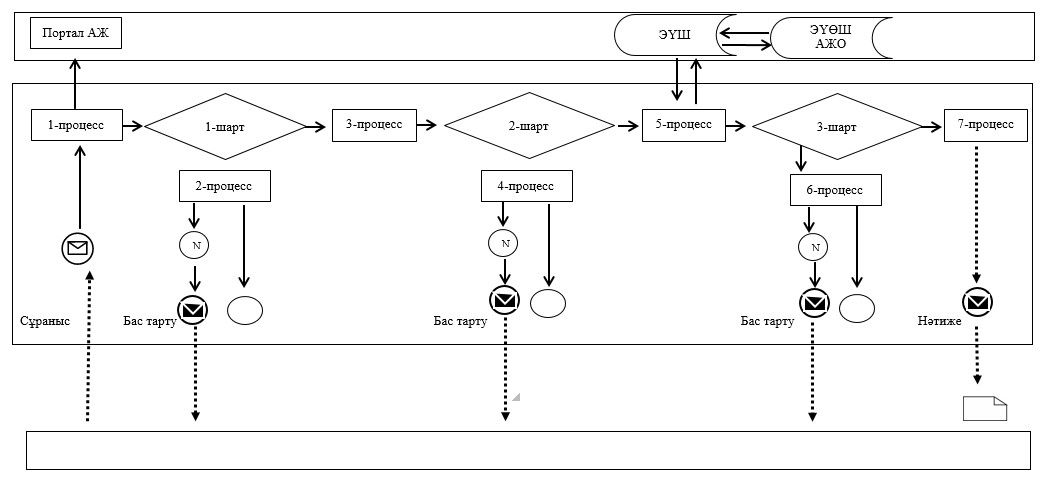 Портал АЖ
ЭҮШ
ЭҮӨШ
АЖО
1-процесс
1-шарт
3-процесс
2-шарт
5-процесс
3-шарт
7-процесс
2-процесс
4-процесс
6-процесс
N
N
N
Сұраныс
Бас тарту
Бас тарту
Бас тарту
Нәтиже